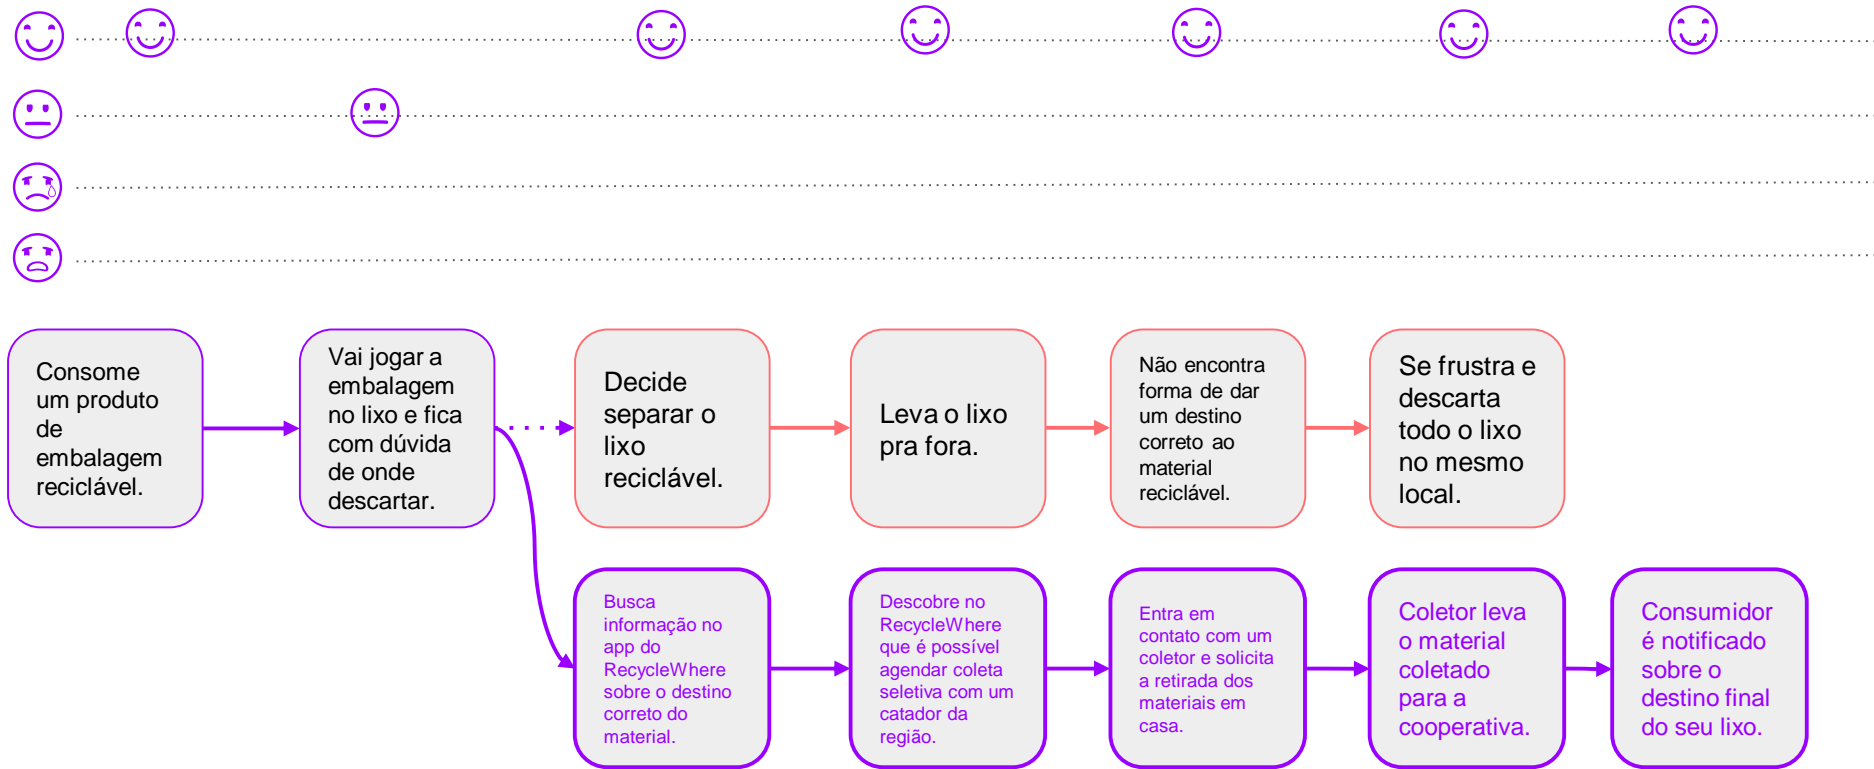 Consome
um produto
de
embalagem
reciclável.
Vai jogar a
embalagem
no lixo e fica
com dúvida
de onde
descartar.
Decide
separar o
lixo
reciclável.
Leva o lixo
pra fora.
Não encontra
forma de dar
um destino
correto ao
material
reciclável.
Se frustra e
descarta
todo o lixo
no mesmo
local.
Busca
informação no
app do
RecycleWhere
sobre o destino
correto do
material.
Descobre no
RecycleWhere
que é possível
agendar coleta
seletiva com um
catador da
região.
Entra em
contato com um
coletor e solicita
a retirada dos
materiais em
casa.
Coletor leva
o material
coletado
para a
cooperativa.
Consumidor
é notificado
sobre o
destino final
do seu lixo.